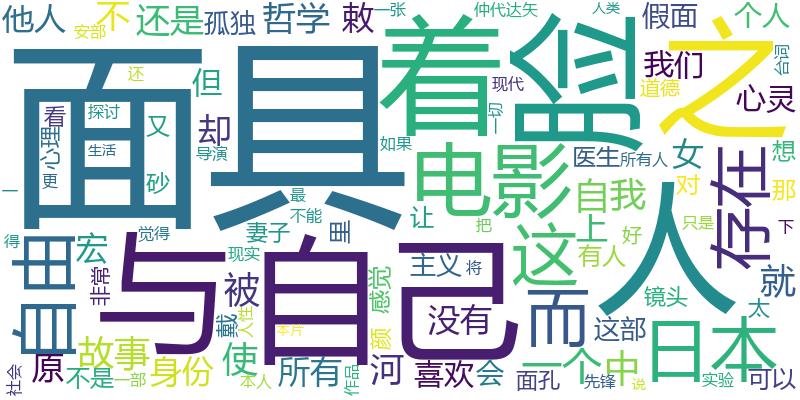 他人
不
还是
孤独
哲学
敕
一张
仲代达矢
人类
假面
个人
安部
还
但
着
脸
之
我们
台词
面具
看
探讨
又
却
现代
道德
心灵
心理
更
生活
砂
导演
如果
一切
电影
医生
所有人
女
想
一
最
不能
里
让
把
自我
对
存在
那
得
觉得
妻子
上
有人
好
只是
下
自由
宏
与
自己
现实
主义
将
这
人
就
非常
被
感觉
没有
而
镜头
太
戴
人性
本片
颜
这部
日本
社会
原
故事
不是
一部
身份
使
本人
所有
作品
河
喜欢
会
一个
中
面孔
先锋
说
实验
可以